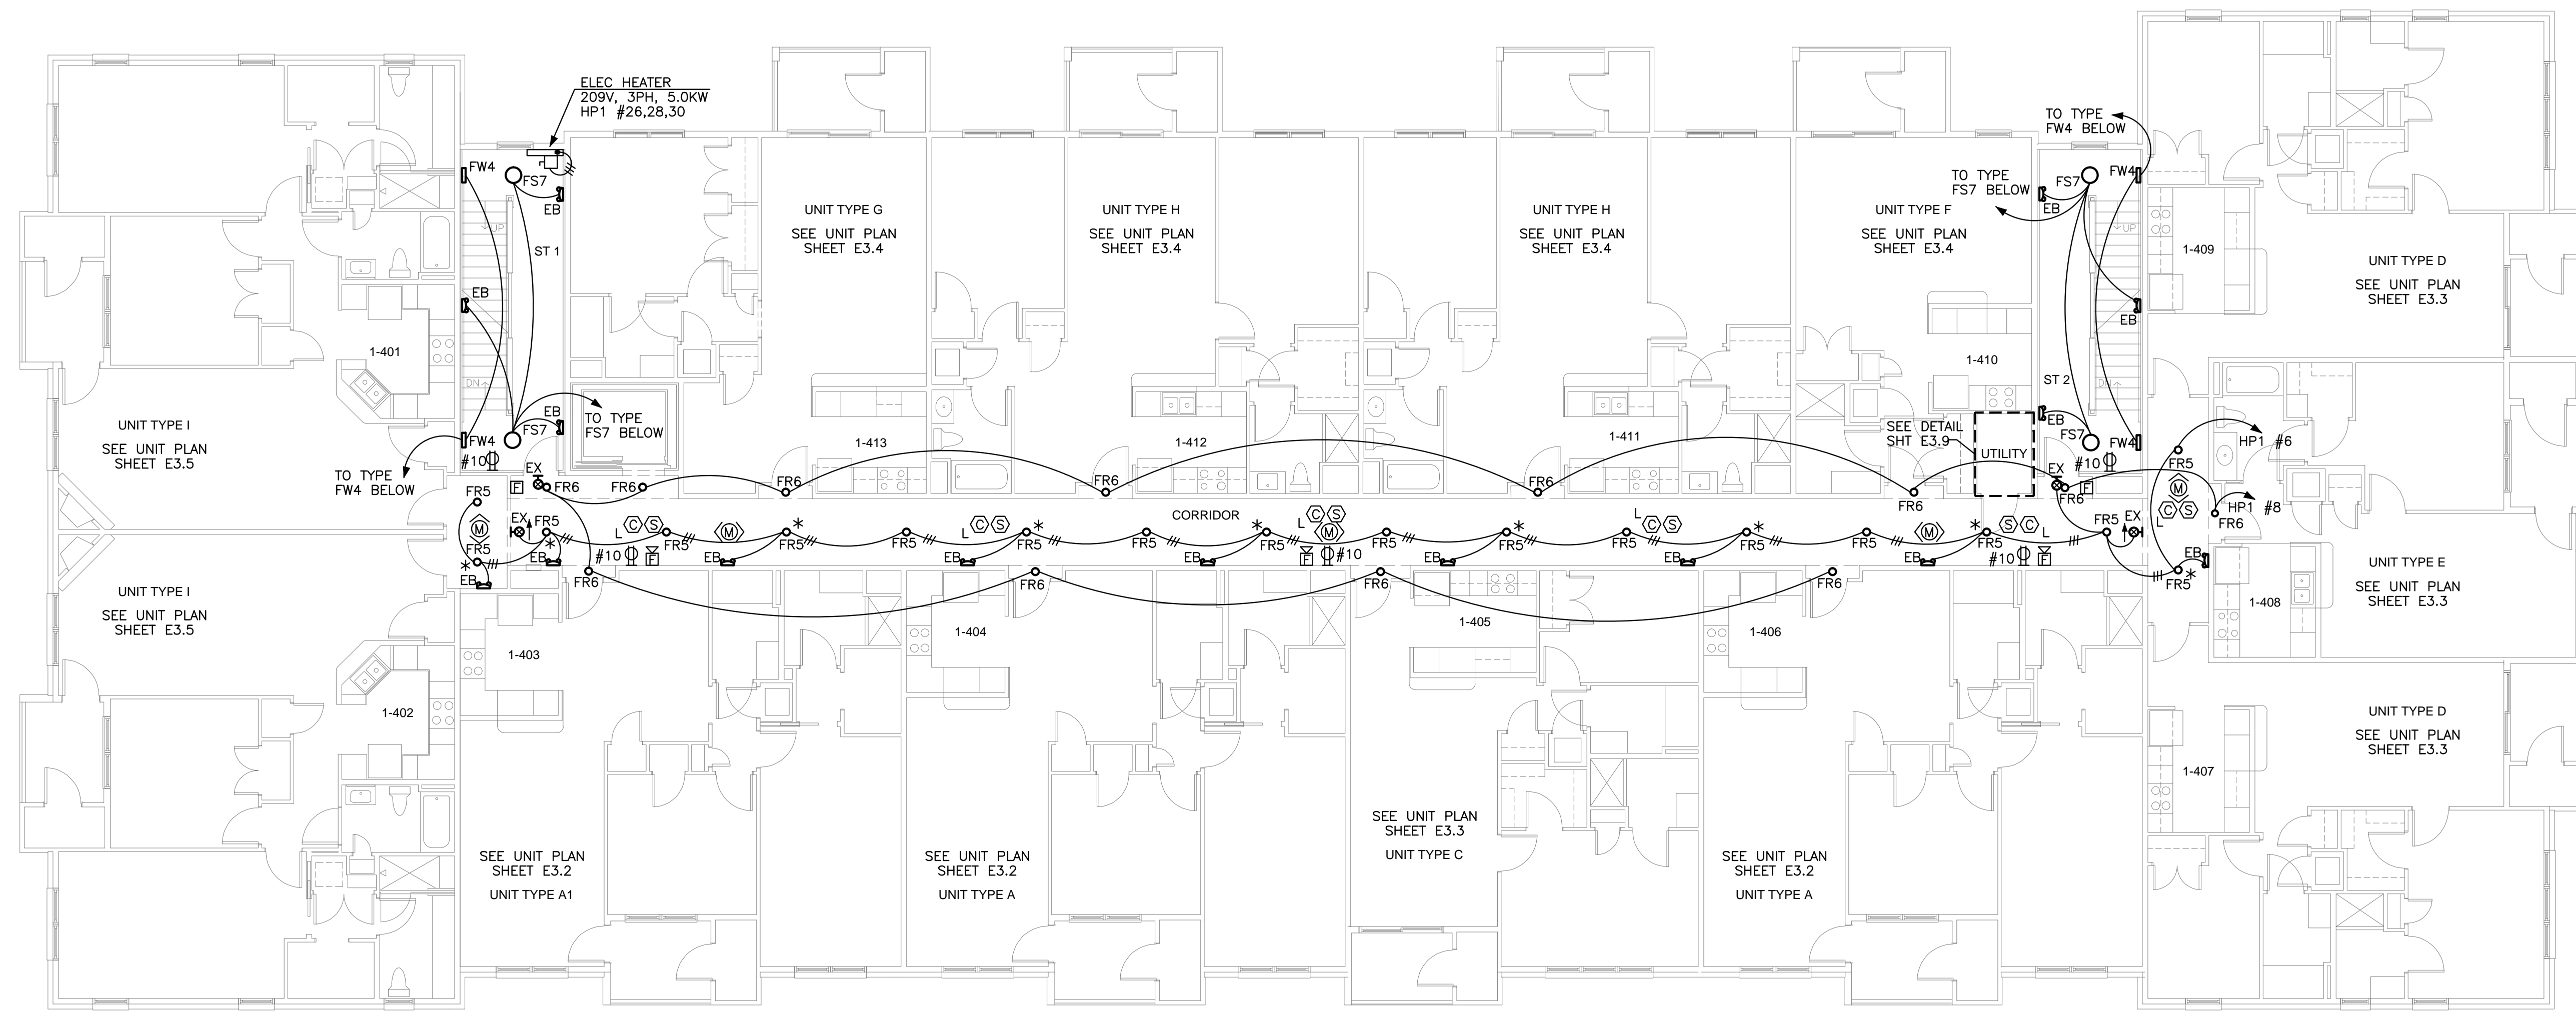 ELEC HEATER
209V, 3PH, 5.0KW
HP1 #26,28,30
TO TYPE
FW4 BELOW
FW4
FS7
EB
UP
ST 1
EB
DN
FW4
FS7
EB
#10
TO TYPE
FS7 BELOW
TO TYPE
FW4 BELOW
UNIT TYPE G
SEE UNIT PLAN
SHEET E3.4
UNIT TYPE H
SEE UNIT PLAN
SHEET E3.4
UNIT TYPE H
SEE UNIT PLAN
SHEET E3.4
UNIT TYPE F
SEE UNIT PLAN
SHEET E3.4
TO TYPE
FS7 BELOW
FS7
FW4
EB
UP
EB
ST 2
DN
EB
FS7
FW4
#10
1-409
UNIT TYPE D
SEE UNIT PLAN
SHEET E3.3
1-401
UNIT TYPE I
SEE UNIT PLAN
SHEET E3.5
1-413
1-412
1-411
1-410
SEE DETAIL
SHT E3.9
UTILITY
HP1 #6
FR5
EX
F
FR6
FR6
FR6
FR6
FR6
FR6
EX
F
FR6
M
C S
L
HP1 #8
FR6
FR5
M
EX
FR5
L
C S
FR5
M
*
FR5
FR5
L
C S
*
FR5
CORRIDOR
FR5
*
FR5
L
C S
M
FR5
*
FR5
L
C S
FR5
*
FR5
FR5
M
*
FR5
S C
L
FR5
EX
FR5
*
EB
*
EB
#10
F
FR6
EB
EB
FR6
EB
F
#10
FR6
EB
FR6
EB
#10
F
EB
FR5
*
UNIT TYPE I
SEE UNIT PLAN
SHEET E3.5
1-402
1-403
1-404
1-405
1-406
1-408
UNIT TYPE E
SEE UNIT PLAN
SHEET E3.3
1-407
UNIT TYPE D
SEE UNIT PLAN
SHEET E3.3
SEE UNIT PLAN
SHEET E3.2
UNIT TYPE A1
SEE UNIT PLAN
SHEET E3.2
UNIT TYPE A
SEE UNIT PLAN
SHEET E3.3
UNIT TYPE C
SEE UNIT PLAN
SHEET E3.2
UNIT TYPE A